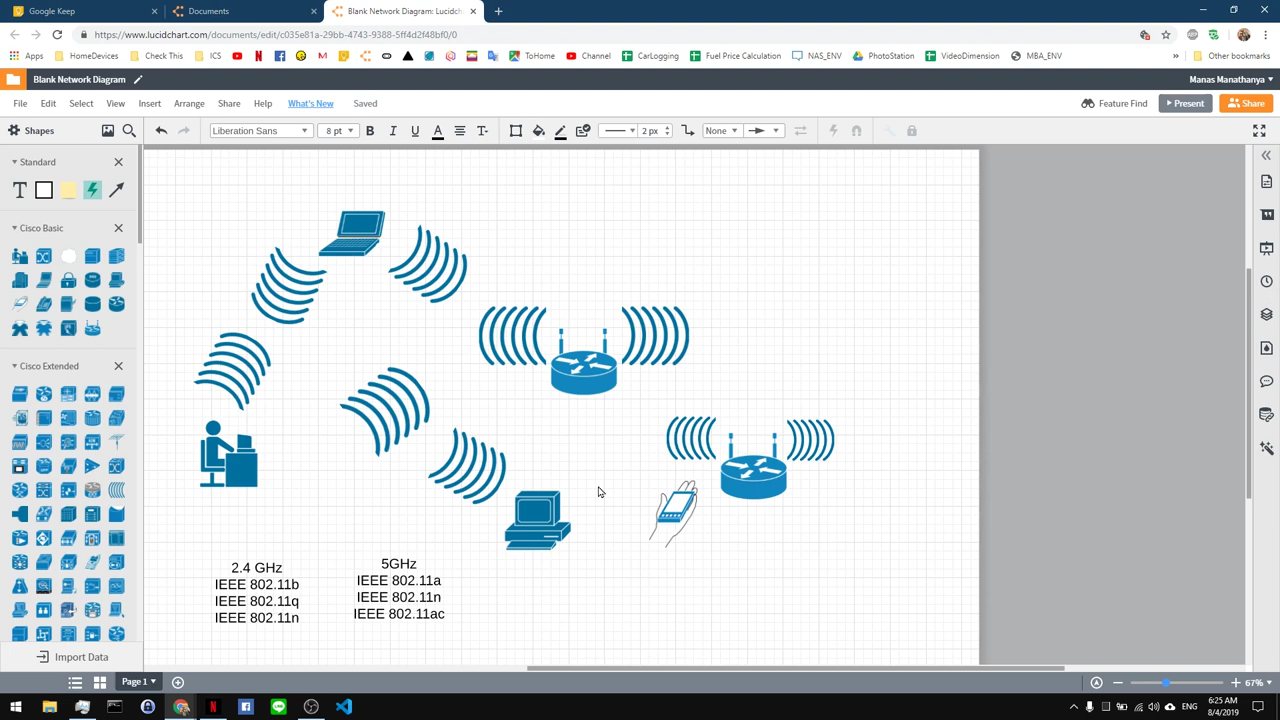 Google Keep
Documents
Blank Network Diagram: Lucidch
https://www.lucidchart.com/documents/edit/c035e81a-29bb-4743-9388-5ff4d2f48bf0/0
Apps
HomeDevices
Check This
ICS
ToHome
Channel
CarLogging
Fuel Price Calculation
NAS_ENV
PhotoStation
VideoDimension
MBA_ENV
»
Other bookmarks
Blank Network Diagram
Manas Manathanya
File
Edit
Select
View
Insert
Arrange
Share
Help
What's New
Saved
Feature Find
Present
Share
Shapes
Liberation Sans
8 pt
B
I
U
A
T
2 px
None
Standard
T
Cisco Basic
Cisco Extended
2.4 GHz
IEEE 802.11b
IEEE 802.11q
IEEE 802.11n
5GHz
IEEE 802.11a
IEEE 802.11n
IEEE 802.11ac
Import Data
Page 1
67%
ENG
6:25 AM
8/4/2019